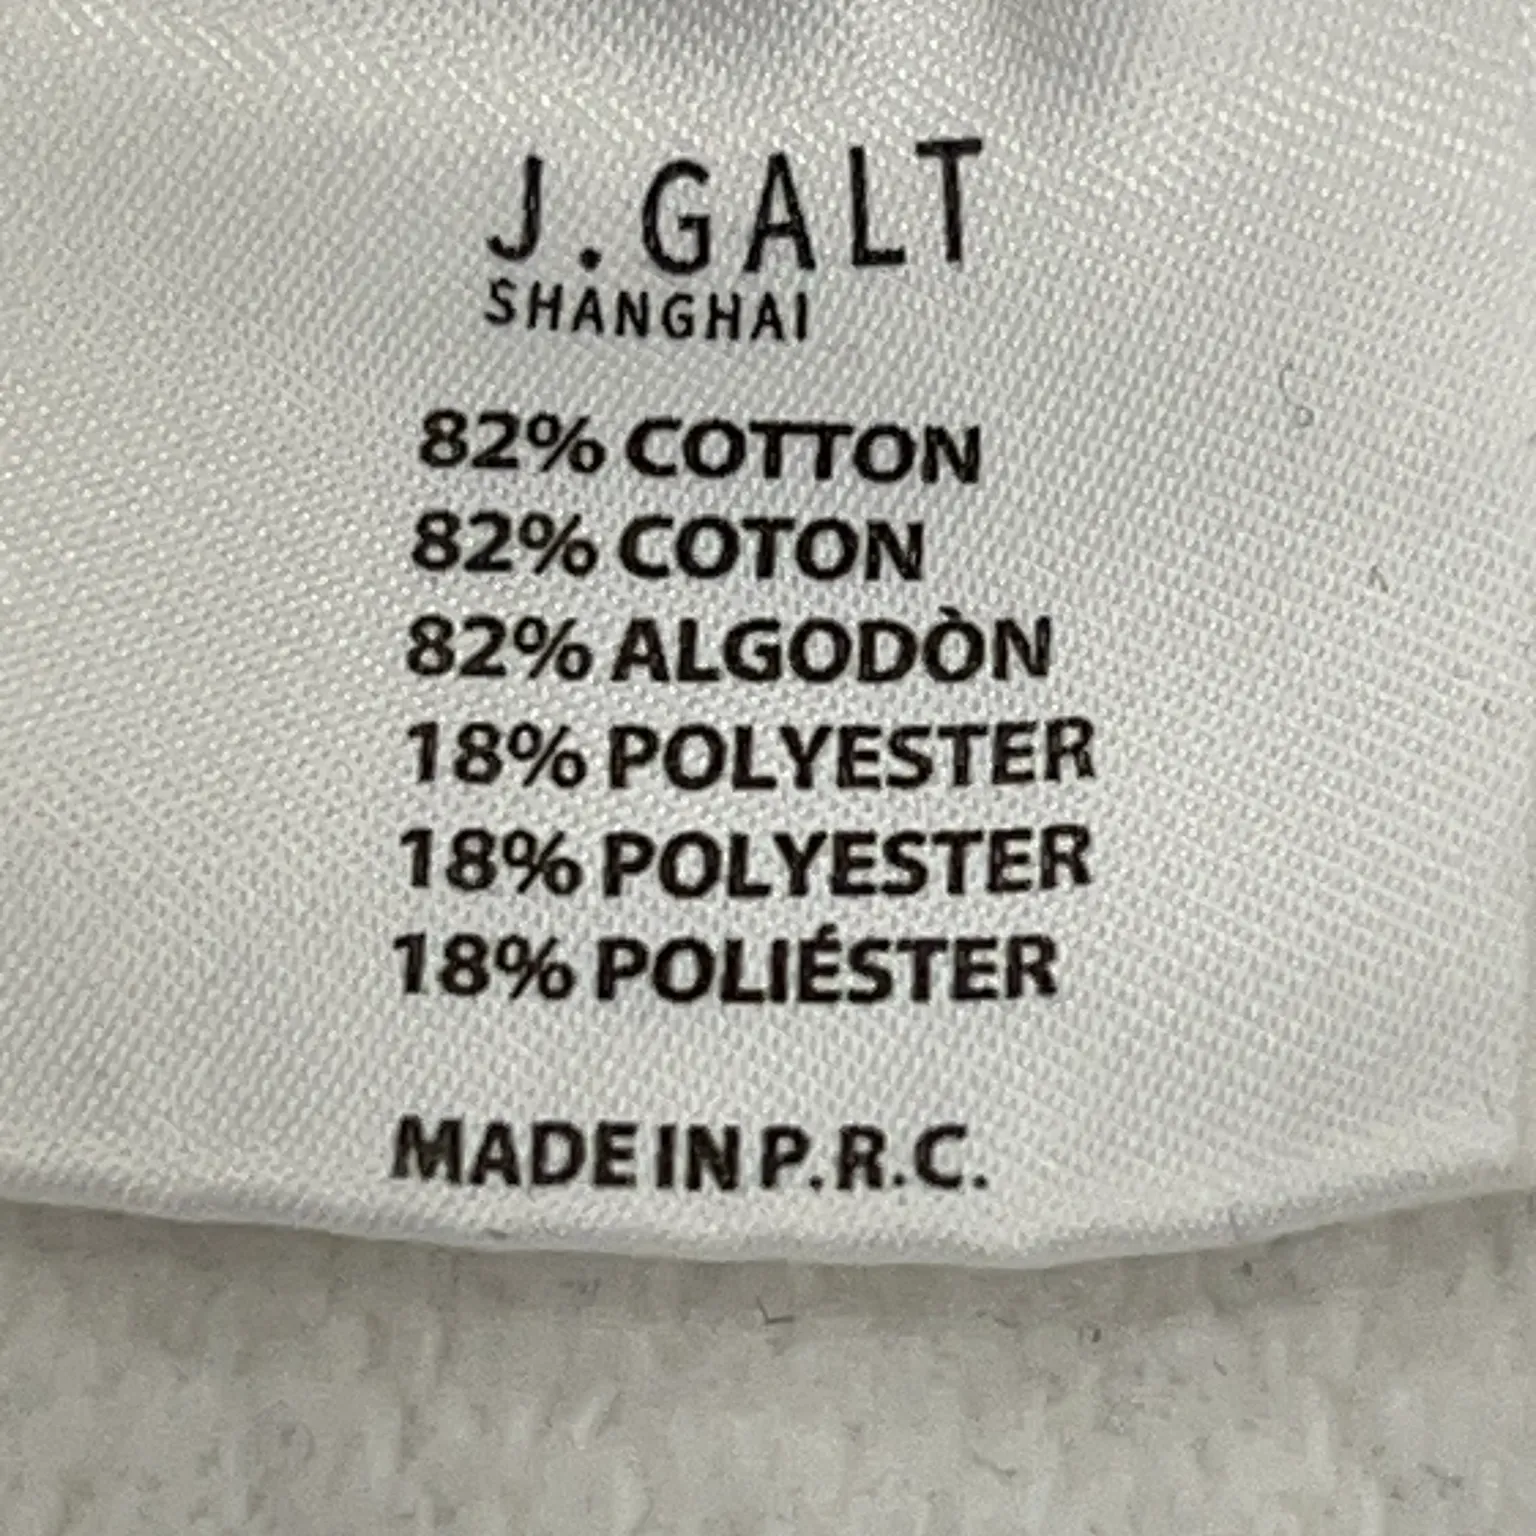 J.GALT
SHANGHAI
82% COTTON
82% COTON
82% ALGODÒN
18% POLYESTER
18% POLYESTER
18% POLIÉSTER
MADE IN P.R.C.